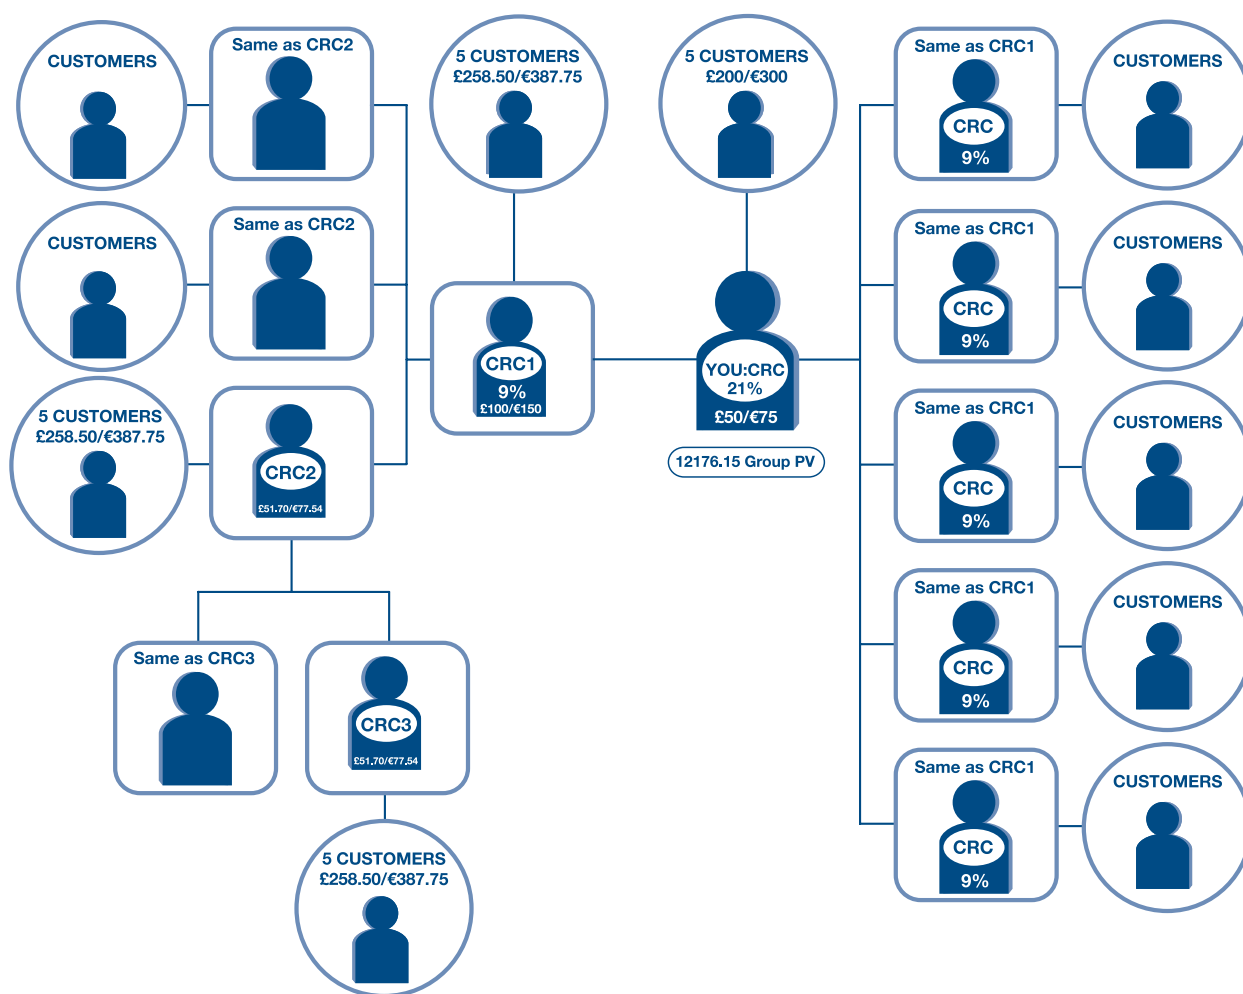 CUSTOMERS
Same as CRC2
5 CUSTOMERS
£258.50/€387.75
5 CUSTOMERS
£200/€300
Same as CRC1
CRC
9%
CUSTOMERS
CUSTOMERS
Same as CRC2
CRC1
9%
£100/€150
YOU:CRC
21%
£50/€75
12176.15 Group PV
Same as CRC1
CRC
9%
CUSTOMERS
5 CUSTOMERS
£258.50/€387.75
CRC2
£51.70/€77.54
Same as CRC1
CRC
9%
CUSTOMERS
Same as CRC3
CRC3
£51.70/€77.54
Same as CRC1
CRC
9%
CUSTOMERS
5 CUSTOMERS
£258.50/€387.75
Same as CRC1
CRC
9%
CUSTOMERS